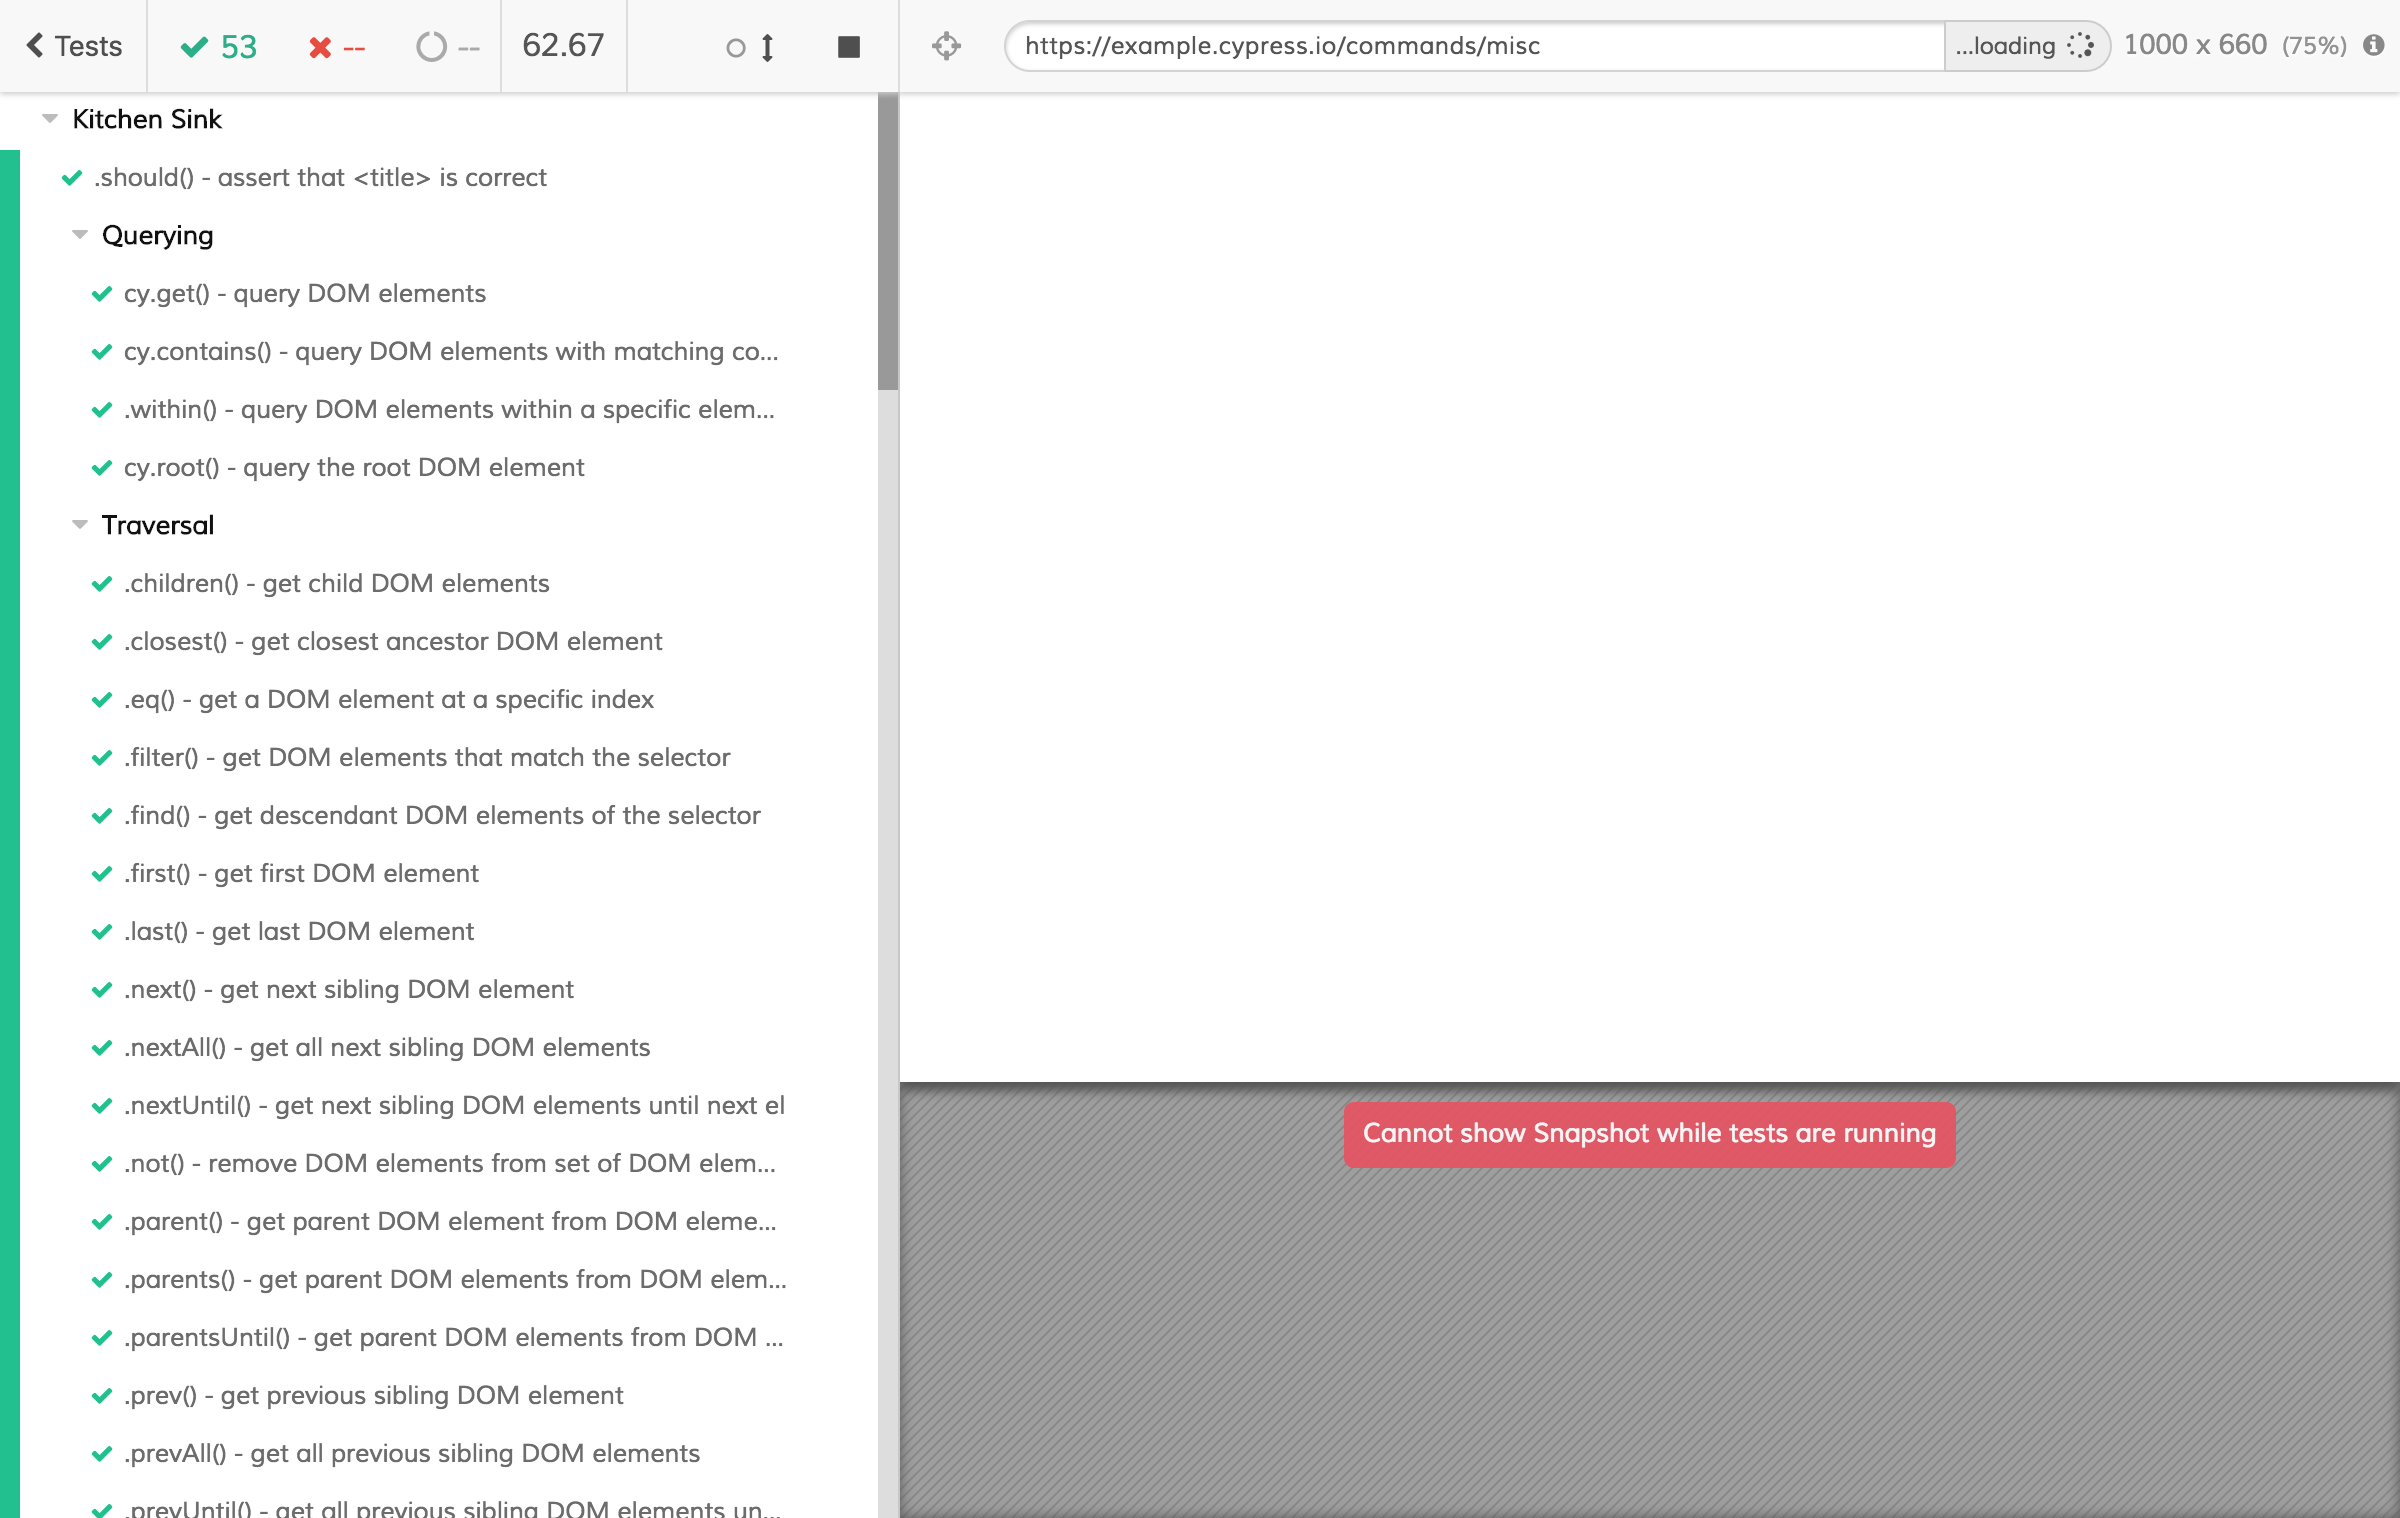 Tests 53 -- -- 62.67 https://example.cypress.io/commands/misc ...loading 1000 x 660 (75%)
Kitchen Sink
.should() - assert that <title> is correct
Querying
cy.get() - query DOM elements
cy.contains() - query DOM elements with matching co...
.within() - query DOM elements within a specific elem...
cy.root() - query the root DOM element
Traversal
.children() - get child DOM elements
.closest() - get closest ancestor DOM element
.eq() - get a DOM element at a specific index
.filter() - get DOM elements that match the selector
.find() - get descendant DOM elements of the selector
.first() - get first DOM element
.last() - get last DOM element
.next() - get next sibling DOM element
.nextAll() - get all next sibling DOM elements
.nextUntil() - get next sibling DOM elements until next el
.not() - remove DOM elements from set of DOM elem...
.parent() - get parent DOM element from DOM eleme...
.parents() - get parent DOM elements from DOM elem...
.parentsUntil() - get parent DOM elements from DOM ...
.prev() - get previous sibling DOM element
.prevAll() - get all previous sibling DOM elements
.prevUntil() - get all previous sibling DOM elements un...
Cannot show Snapshot while tests are running